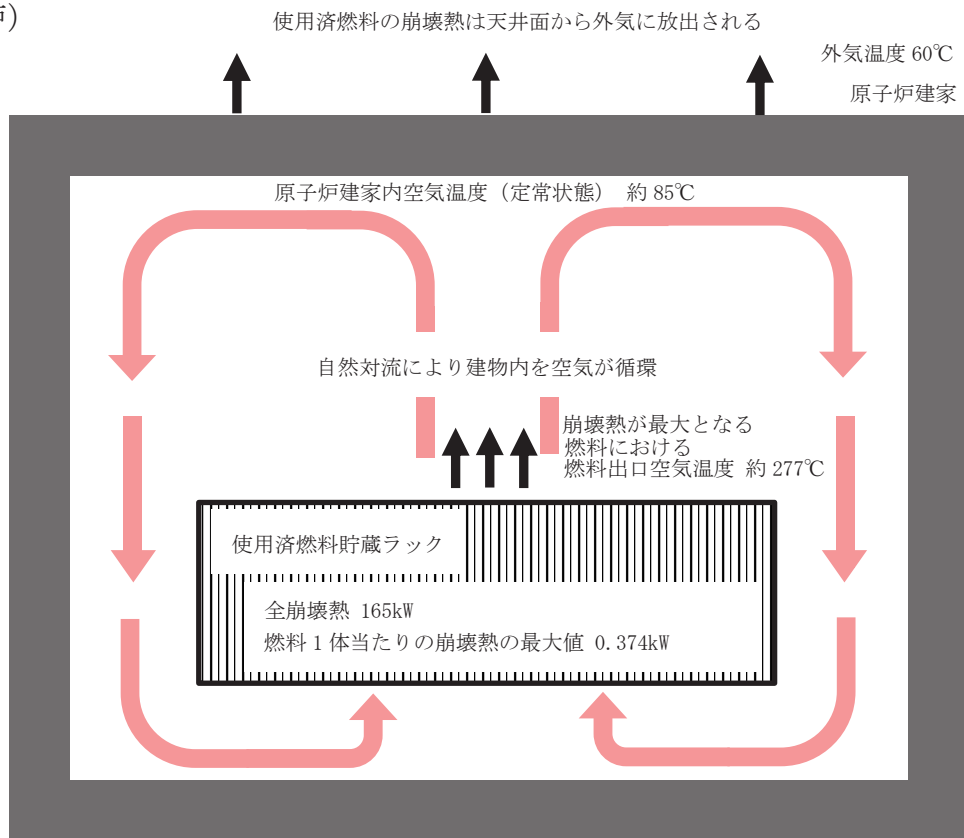 使用済燃料の崩壊熱は天井面から外気に放出される
外気温度 60℃
原子炉建家
原子炉建家内空気温度（定常状態） 約 85℃
自然対流により建物内を空気が循環
崩壊熱が最大となる
燃料における
燃料出口空気温度 約 277℃
使用済燃料貯蔵ラック
全崩壊熱 165kW
燃料 1 体当たりの崩壊熱の最大値 0.374kW